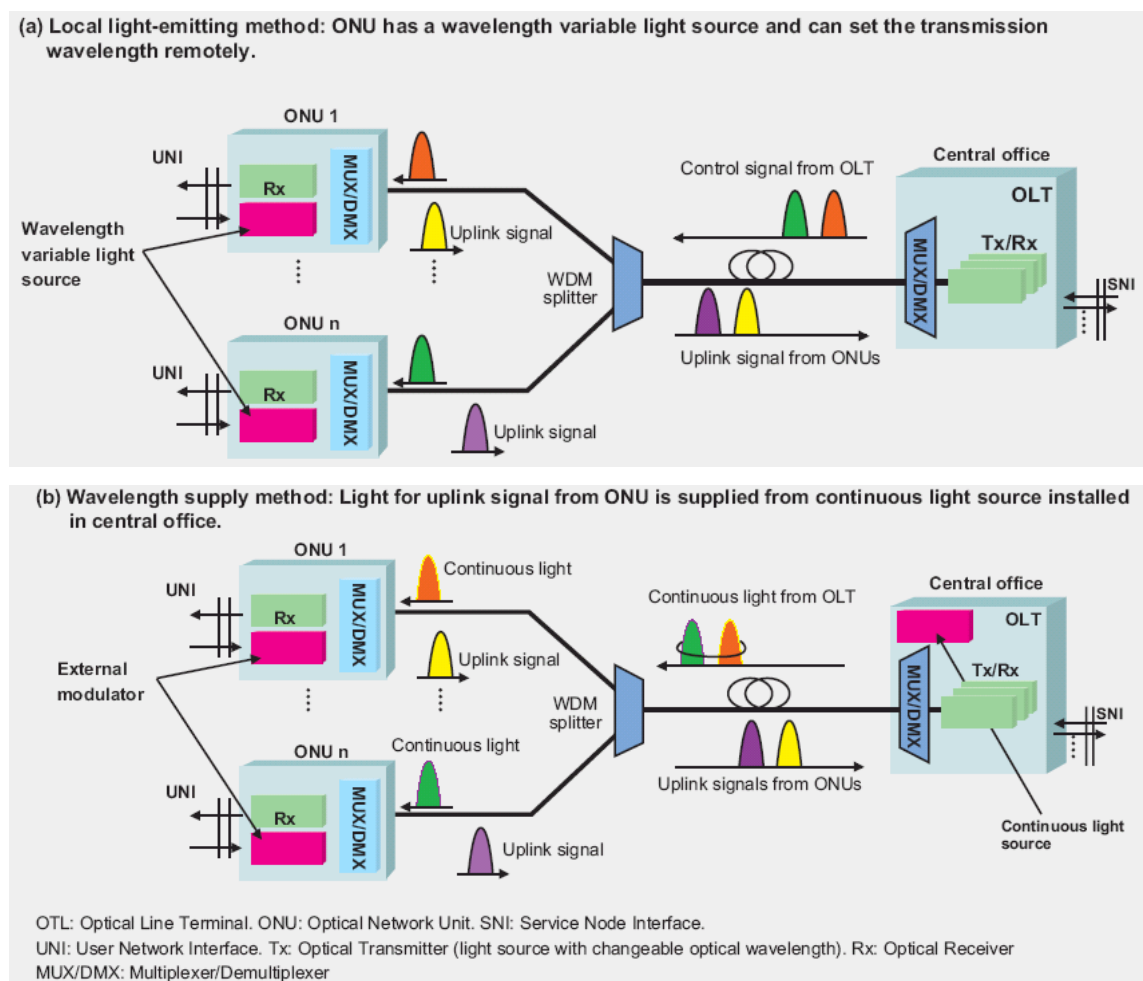 (a) Local light-emitting method: ONU has a wavelength variable light source and can set the transmission
wavelength remotely.
ONU 1
UNI
Rx
MUX/DMX
Wavelength
variable light
source
Uplink signal
Control signal from OLT
Central office
OLT
Tx/Rx
MUX/DMX
SNI
WDM
splitter
Uplink signal from ONUs
ONU n
UNI
Rx
MUX/DMX
Uplink signal
(b) Wavelength supply method: Light for uplink signal from ONU is supplied from continuous light source installed
in central office.
ONU 1
UNI
Rx
MUX/DMX
Continuous light
Uplink signal
External
modulator
Continuous light from OLT
Central office
OLT
Tx/Rx
MUX/DMX
SNI
WDM
splitter
Uplink signals from ONUs
Continuous light
source
ONU n
UNI
Rx
MUX/DMX
Continuous light
Uplink signal
OTL: Optical Line Terminal. ONU: Optical Network Unit. SNI: Service Node Interface.
UNI: User Network Interface. Tx: Optical Transmitter (light source with changeable optical wavelength). Rx: Optical Receiver
MUX/DMX: Multiplexer/Demultiplexer